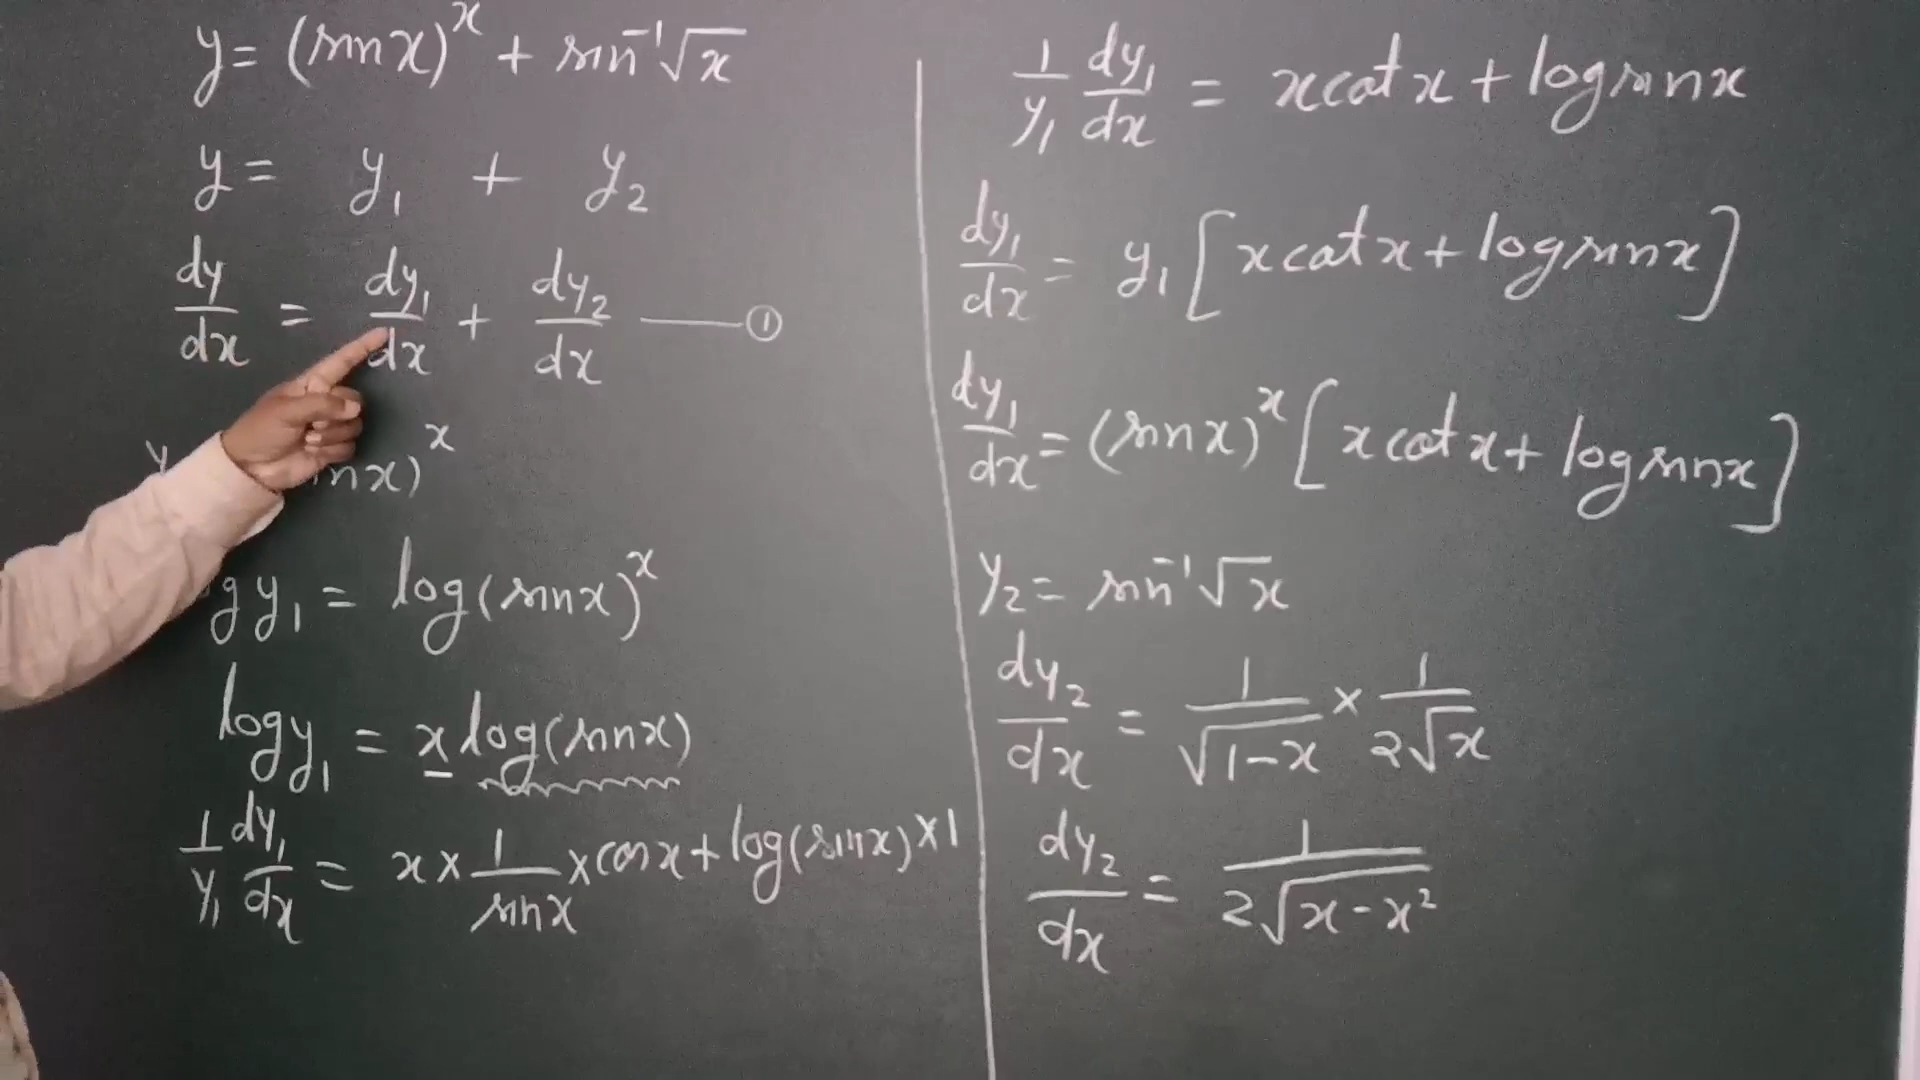 y = (sin x)^x + sin⁻¹√x
y = y₁ + y₂
dy/dx = dy₁/dx + dy₂/dx —— ①
x)^x
y₁ = log(sin x)^x
log y₁ = x log(sin x)
1/y₁ dy₁/dx = x × 1/sin x × cos x + log(sin x) × 1
1/y₁ dy₁/dx = x cot x + log sin x
dy₁/dx = y₁ [x cot x + log sin x]
dy₁/dx = (sin x)^x [x cot x + log sin x]
y₂ = sin⁻¹√x
dy₂/dx = 1/√(1-x) × 1/(2√x)
dy₂/dx = 1/(2√(x - x²))